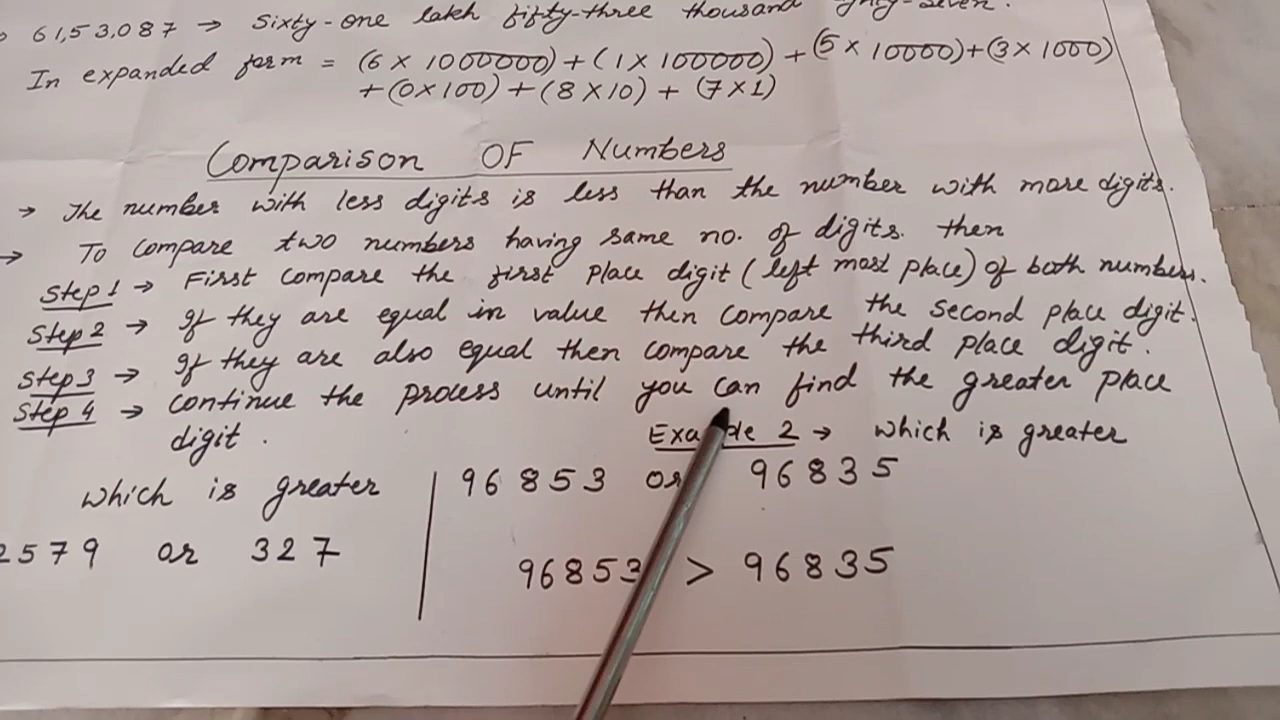 61,53,087 → Sixty-one lakh fifty-three thousand
In expanded form = (6 × 1000000) + (1 × 100000) + (5 × 10000) + (3 × 1000)
+ (0×100) + (8 × 10) + (7 × 1)
Comparison OF Numbers
→ The number with less digits is less than the number with more digits.
→ To compare two numbers having same no. of digits. then
Step 1 → First compare the first place digit (left most place) of both numbers.
Step 2 → If they are equal in value then compare the second place digit.
Step 3 → If they are also equal then compare the third place digit.
Step 4 → continue the process until you can find the greater place
digit.
Example 2 → which is greater
which is greater
96853 or 96835
2579 or 327
96853 > 96835